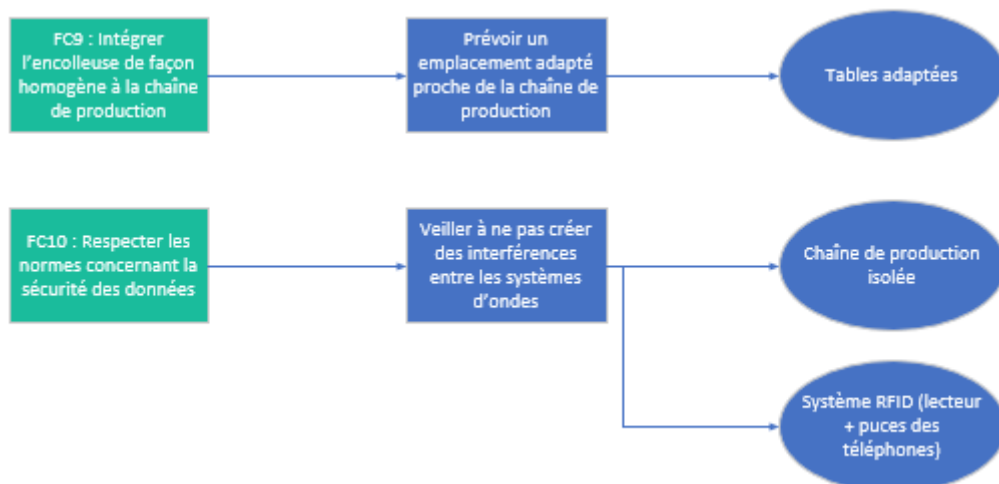 FC9 : Intégrer
l'encolleuse de façon
homogène à la chaîne
de production
Prévoir un
emplacement adapté
proche de la chaîne de
production
Tables adaptées
FC10 : Respecter les
normes concernant la
sécurité des données
Veiller à ne pas créer
des interférences
entre les systèmes
d'ondes
Chaîne de production
isolée
Système RFID (lecteur
+ puces des
téléphones)